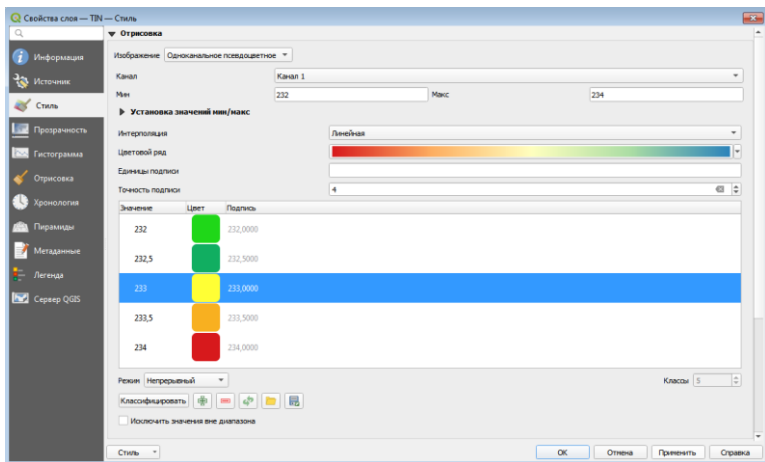 Свойства слоя — TIN — Стиль
Отрисовка
Информация
Источник
Стиль
Прозрачность
Гистограмма
Отрисовка
Хронология
Пирамиды
Метаданные
Легенда
Сервер QGIS
Изображение Одноканальное псевдоцветное
Канал Канал 1
Мин 232 Макс 234
Установка значений мин/макс
Интерполяция Линейная
Цветовой ряд
Единицы подписи
Точность подписи 4
Значение Цвет Подпись
232 232,0000
232,5 232,5000
233 233,0000
233,5 233,5000
234 234,0000
Режим Непрерывный Классы 5
Классифицировать
Исключить значения вне диапазона
Стиль OK Отмена Применить Справка